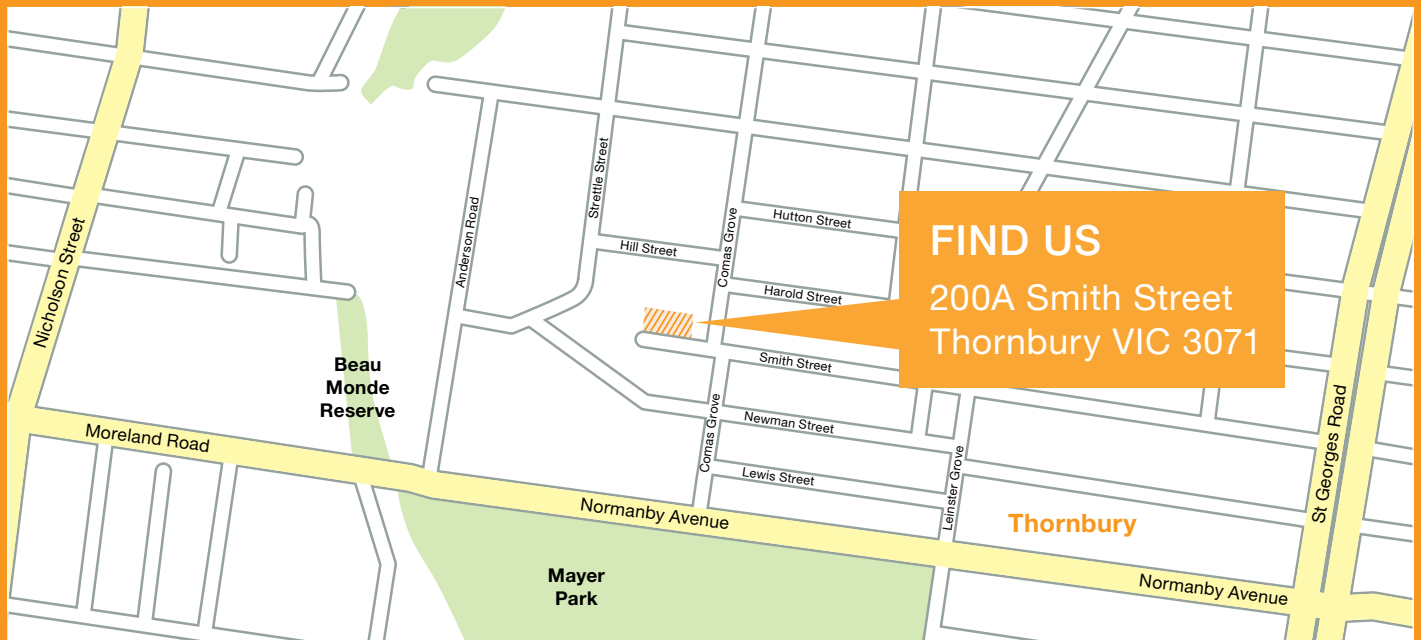 Strettle Street
Hutton Street
Comas Grove
Anderson Road
Hill Street
FIND US
200A Smith Street
Thornbury VIC 3071
Nicholson Street
Harold Street
Smith Street
Beau
Monde
Reserve
Newman Street
Comas Grove
Moreland Road
Lewis Street
Leinster Grove
St Georges Road
Normanby Avenue
Thornbury
Mayer
Park
Normanby Avenue